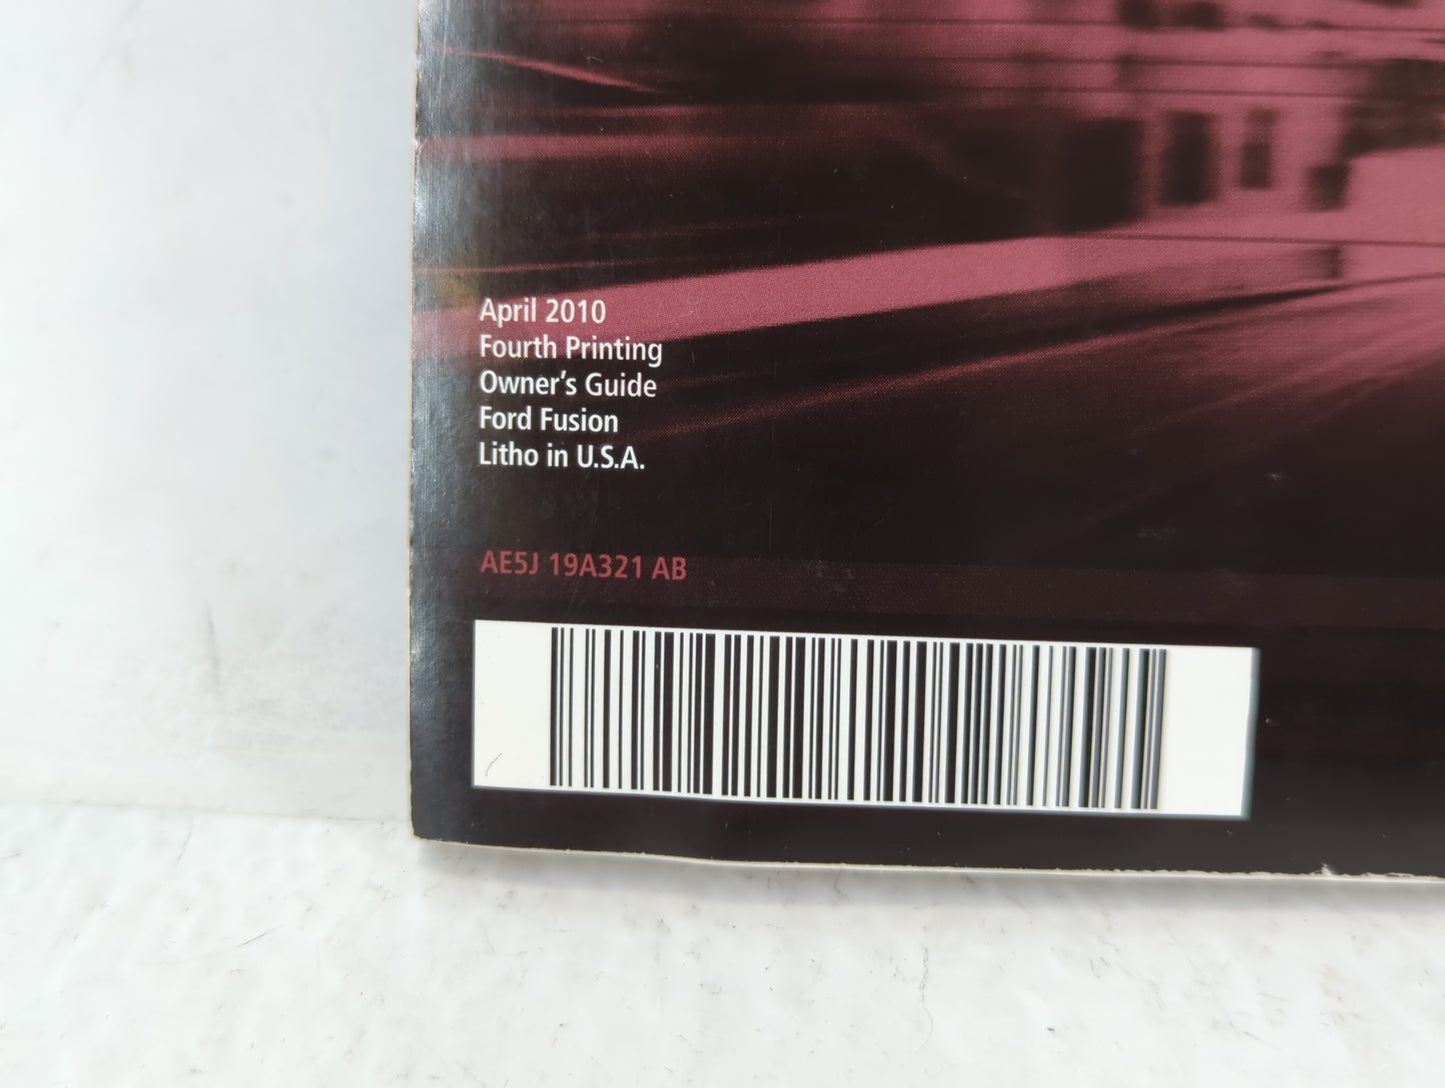 April 2010
Fourth Printing
Owner's Guide
Ford Fusion
Litho in U.S.A.
AE5J 19A321 AB